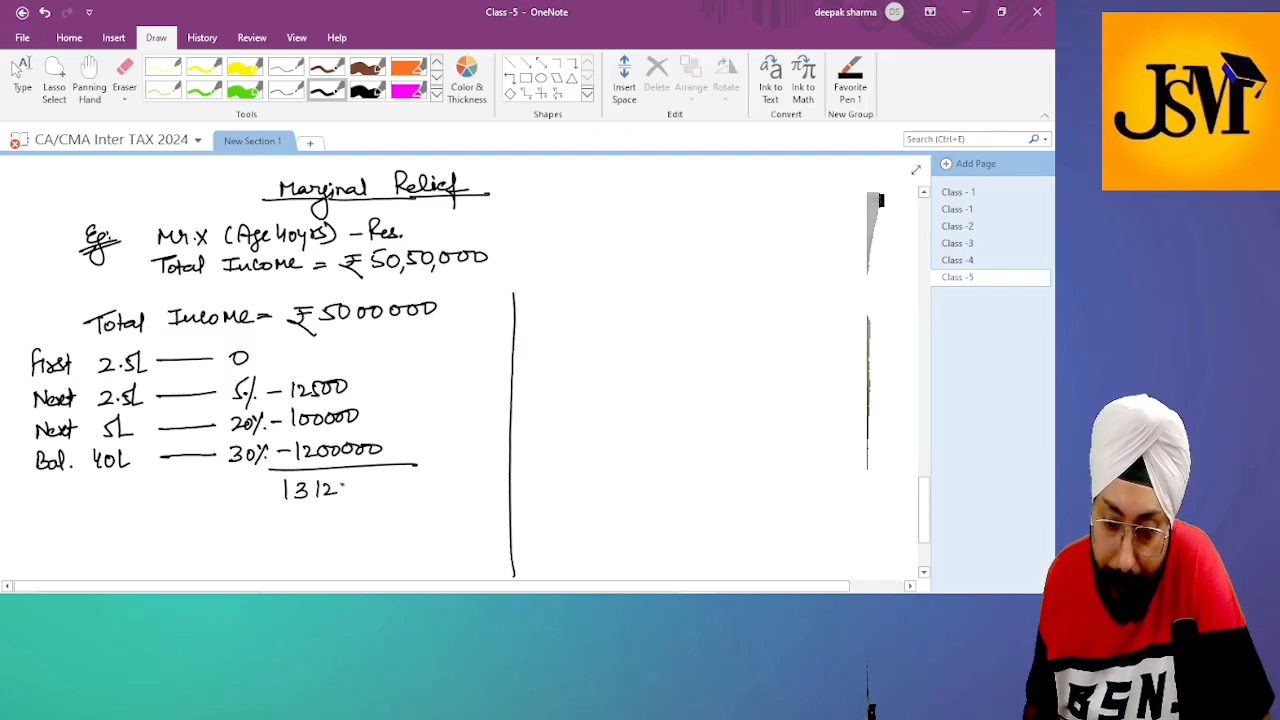 Class -5 - OneNote
deepak sharma
DS
File
Home
Insert
Draw
History
Review
View
Help
Type
Lasso Select
Panning Hand
Eraser
Color & Thickness
Insert Space
Delete
Arrange
Rotate
Ink to Text
Ink to Math
Favorite Pen 1
Tools
Shapes
Edit
Convert
New Group
CA/CMA Inter TAX 2024
New Section 1
Search (Ctrl+E)
Add Page
Class - 1
Class -1
Class -2
Class -3
Class -4
Class -5
Marginal Relief
Eg: Mr.X (Age 40yrs) - Res.
Total Income = ₹ 50,50,000
Total Income = ₹ 5000000
First 2.5L — 0
Next 2.5L — 5% - 12500
Next 5L — 20% - 100000
Bal. 40L — 30% - 1200000
1312
JSM
BSN